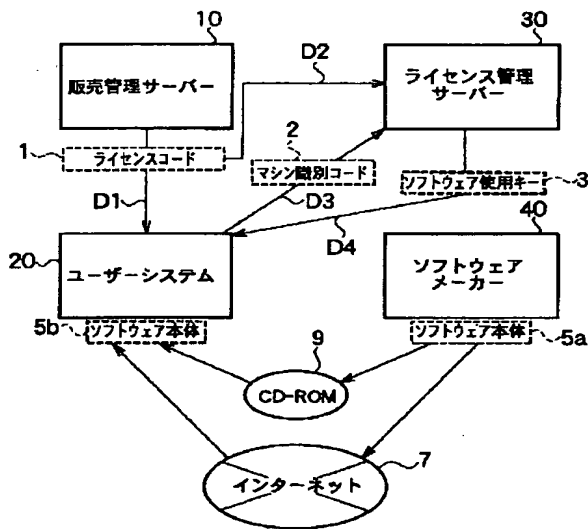 10
30
D2
販売管理サーバー
ライセンス管理
サーバー
1
ライセンスコード
2
マシン識別コード
ソフトウェア使用キー
3
D1
D3
D4
40
20
ユーザーシステム
ソフトウェア
メーカー
5b
ソフトウェア本体
ソフトウェア本体
5a
9
CD-ROM
インターネット
7